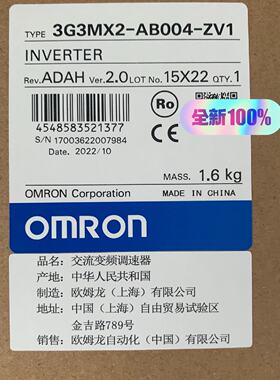 TYPE 3G3MX2-AB004-ZV1
INVERTER
Rev. ADAH Ver. 2.0 LOT No. 15X22 QTY. 1
Ro
全新100%
4548583521377
S/N 17003622007984
Date. 2022/10
CE
MASS. 1.6 kg
OMRON Corporation MADE IN CHINA
OMRON
品名：交流变频调速器
产地：中华人民共和国
制造：欧姆龙（上海）有限公司
地址：中国（上海）自由贸易试验区
金吉路789号
销售：欧姆龙自动化（中国）有限公司